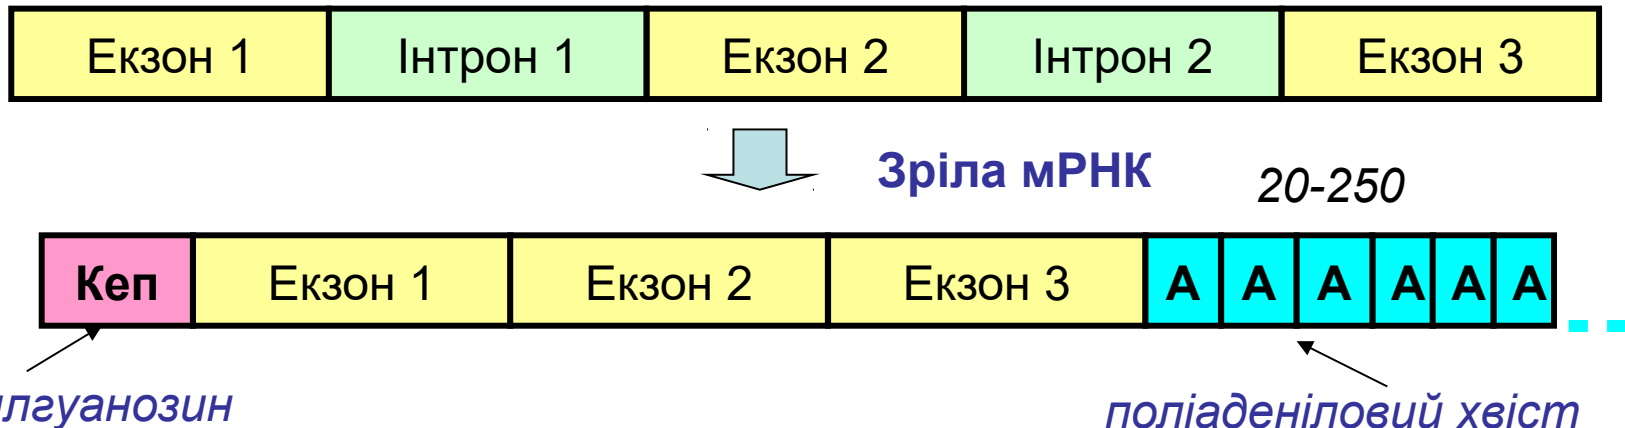 Екзон 1 Інтрон 1 Екзон 2 Інтрон 2 Екзон 3
Зріла мРНК 20-250
Кеп Екзон 1 Екзон 2 Екзон 3 А А А А А А
поліаденіловий хвіст